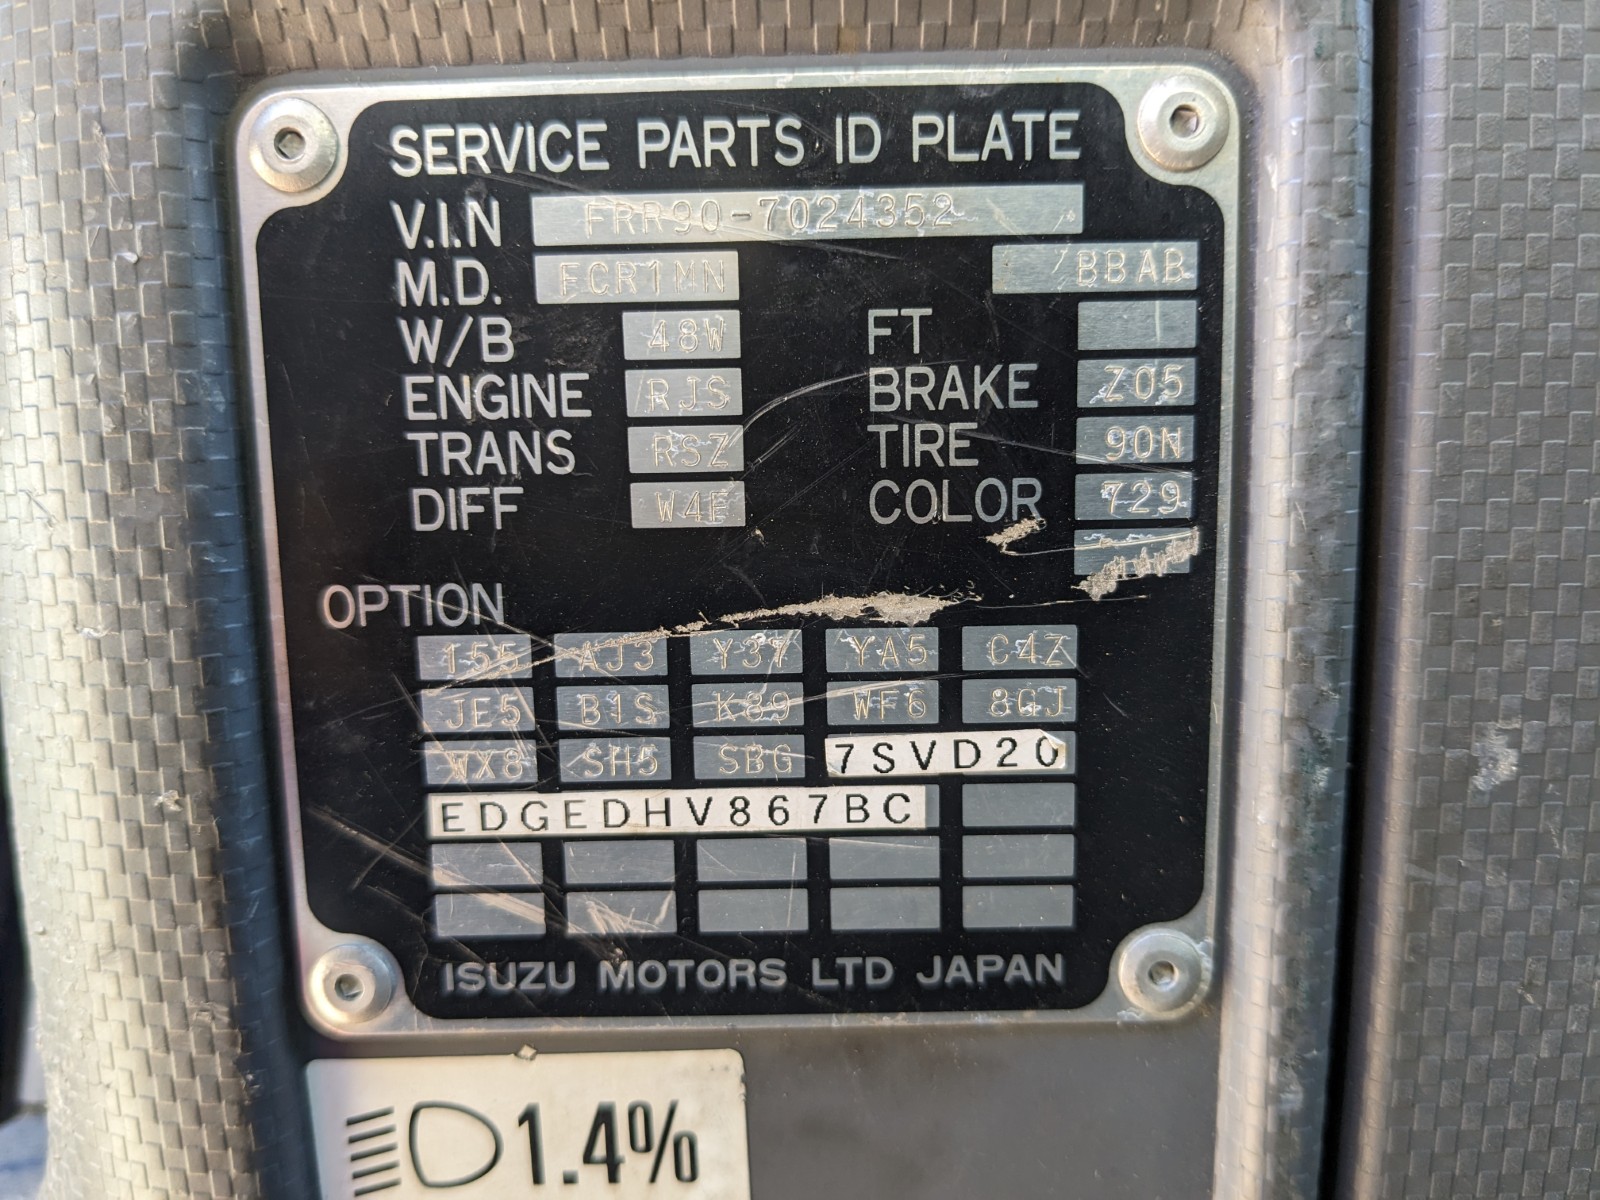 SERVICE PARTS ID PLATE
V.I.N FRR90-7024352
M.D. FCR1MN /BBAB
W/B 48W FT
ENGINE RJS BRAKE Z05
TRANS RSZ TIRE 90N
DIFF W4F COLOR 729
OPTION
155 AJ3 Y37 YA5 C4Z
JE5 B1S K89 WF6 8GJ
WX8 SH5 SBG 7SVD20
EDGEDHV867BC
ISUZU MOTORS LTD JAPAN
1.4%